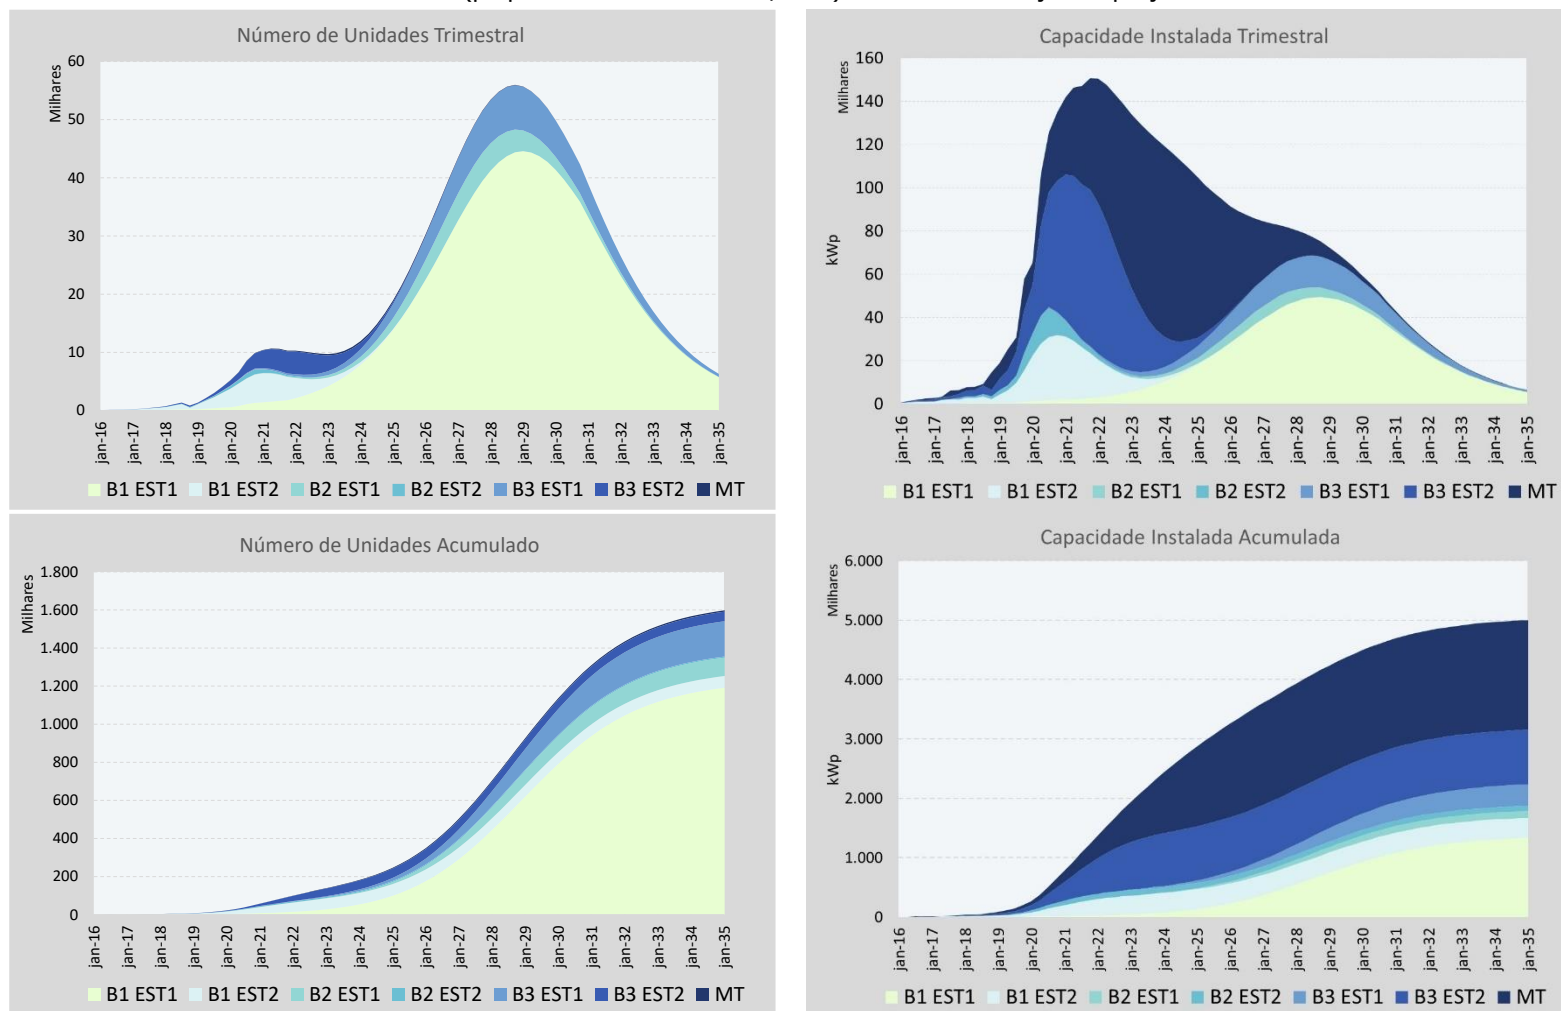 Número de Unidades Trimestral
Milhares
60
50
40
30
20
10
0
jan-16
jan-17
jan-18
jan-19
jan-20
jan-21
jan-22
jan-23
jan-24
jan-25
jan-26
jan-27
jan-28
jan-29
jan-30
jan-31
jan-32
jan-33
jan-34
jan-35
B1 EST1 B1 EST2 B2 EST1 B2 EST2 B3 EST1 B3 EST2 MT
Capacidade Instalada Trimestral
Milhares
kWp
160
140
120
100
80
60
40
20
0
jan-16
jan-17
jan-18
jan-19
jan-20
jan-21
jan-22
jan-23
jan-24
jan-25
jan-26
jan-27
jan-28
jan-29
jan-30
jan-31
jan-32
jan-33
jan-34
jan-35
B1 EST1 B1 EST2 B2 EST1 B2 EST2 B3 EST1 B3 EST2 MT
Número de Unidades Acumulado
Milhares
1.800
1.600
1.400
1.200
1.000
800
600
400
200
0
jan-16
jan-17
jan-18
jan-19
jan-20
jan-21
jan-22
jan-23
jan-24
jan-25
jan-26
jan-27
jan-28
jan-29
jan-30
jan-31
jan-32
jan-33
jan-34
jan-35
B1 EST1 B1 EST2 B2 EST1 B2 EST2 B3 EST1 B3 EST2 MT
Capacidade Instalada Acumulada
Milhares
kWp
6.000
5.000
4.000
3.000
2.000
1.000
0
jan-16
jan-17
jan-18
jan-19
jan-20
jan-21
jan-22
jan-23
jan-24
jan-25
jan-26
jan-27
jan-28
jan-29
jan-30
jan-31
jan-32
jan-33
jan-34
jan-35
B1 EST1 B1 EST2 B2 EST1 B2 EST2 B3 EST1 B3 EST2 MT